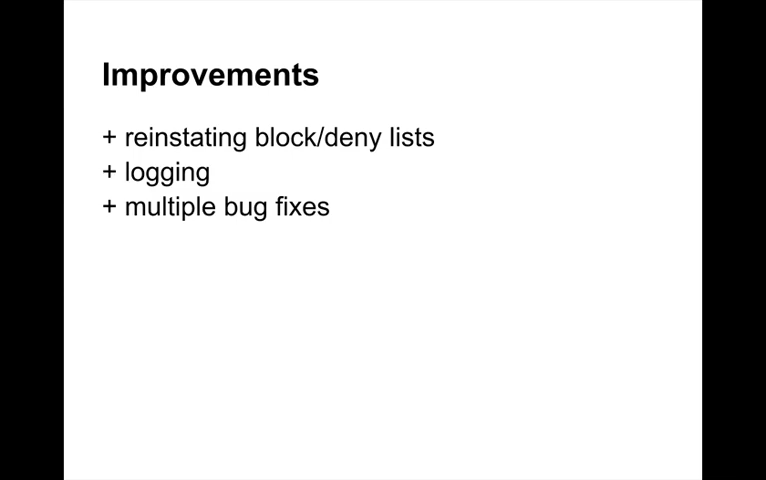 Improvements
+ reinstating block/deny lists
+ logging
+ multiple bug fixes